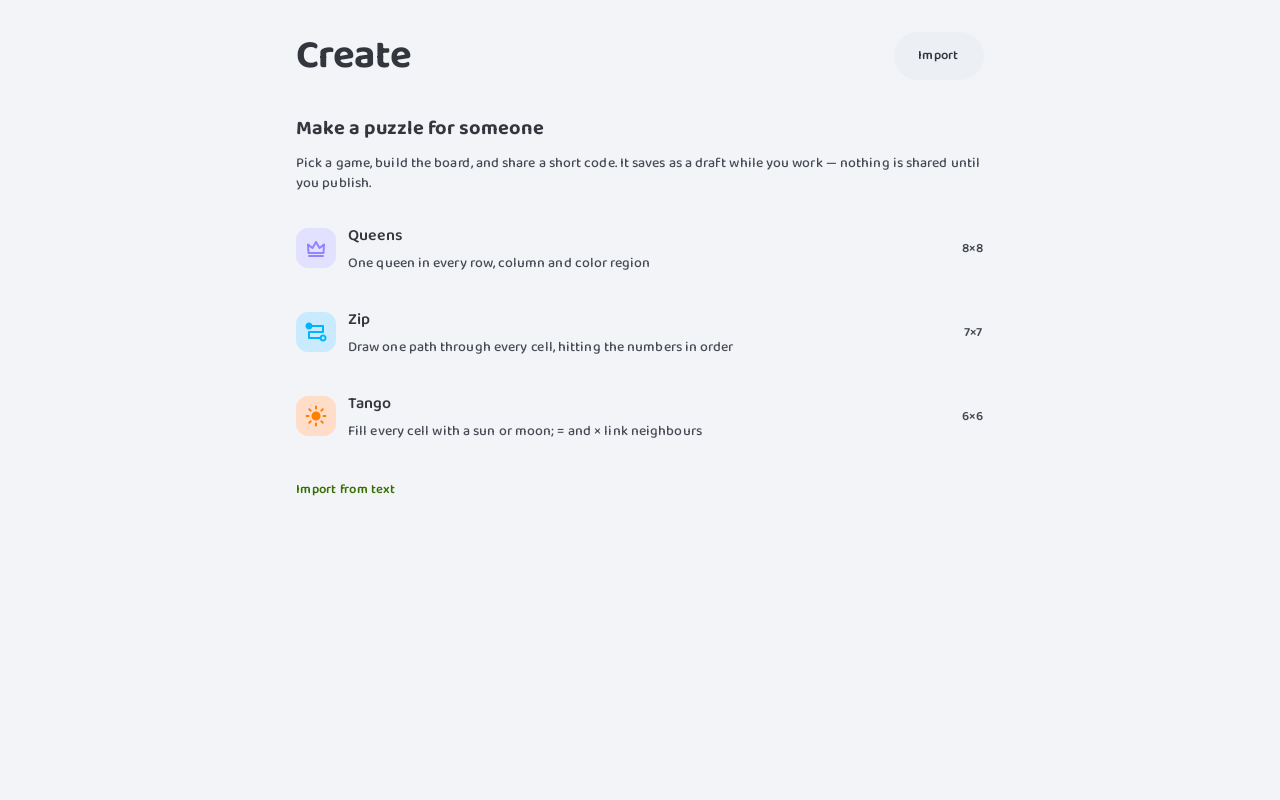 Create
Import
Make a puzzle for someone
Pick a game, build the board, and share a short code. It saves as a draft while you work — nothing is shared until
you publish.
Queens
One queen in every row, column and color region
8×8
Zip
Draw one path through every cell, hitting the numbers in order
7×7
Tango
Fill every cell with a sun or moon; = and × link neighbours
6×6
Import from text